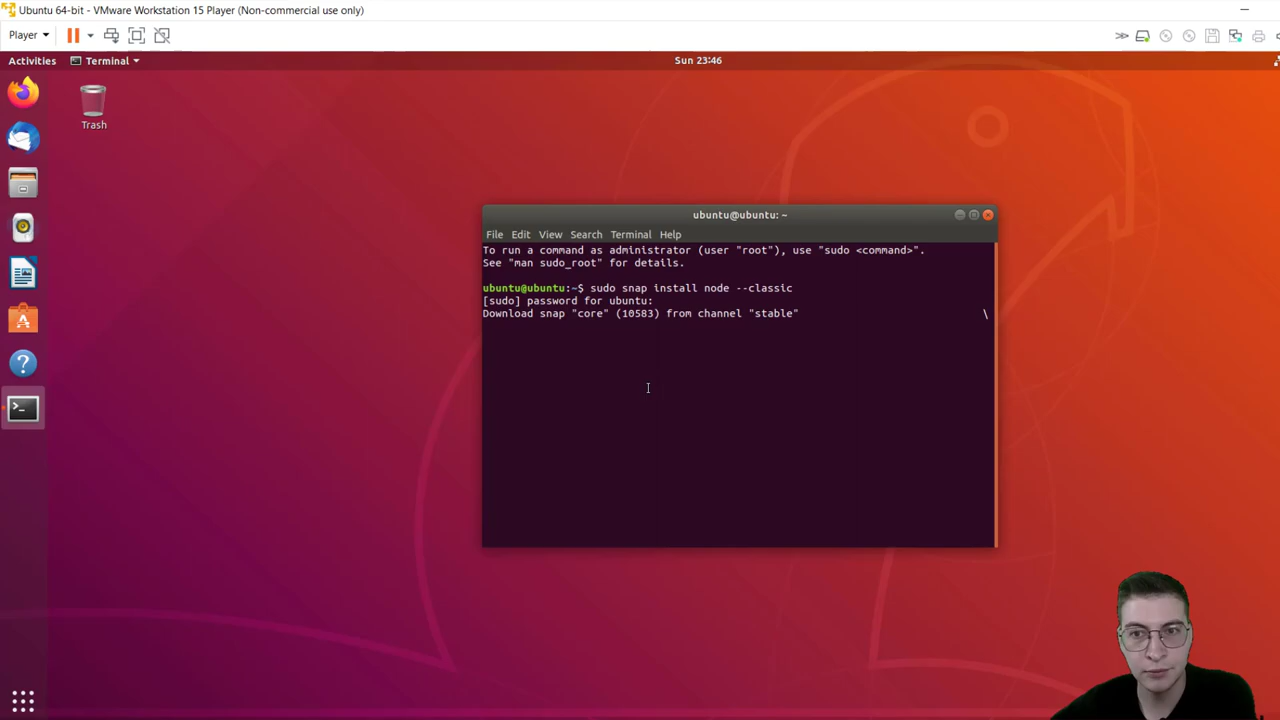 Ubuntu 64-bit - VMware Workstation 15 Player (Non-commercial use only)
Player
Activities
Terminal
Sun 23:46
Trash
ubuntu@ubuntu: ~
File Edit View Search Terminal Help
To run a command as administrator (user "root"), use "sudo <command>".
See "man sudo_root" for details.
ubuntu@ubuntu:~$ sudo snap install node --classic
[sudo] password for ubuntu:
Download snap "core" (10583) from channel "stable" \